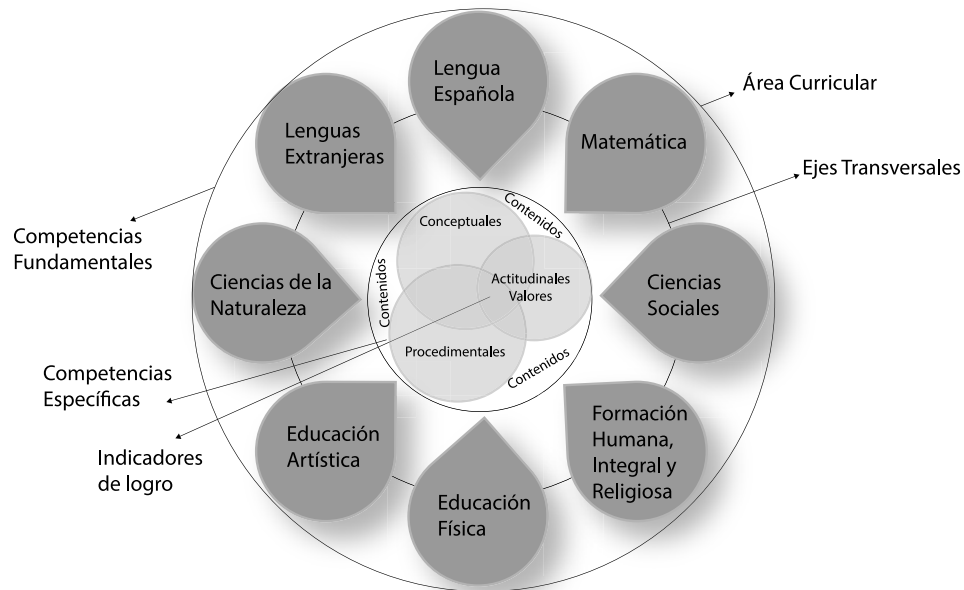 Lengua
Española
Lenguas
Extranjeras
Matemática
Área Curricular
Ejes Transversales
Competencias
Fundamentales
Ciencias de la
Naturaleza
Conceptuales
Contenidos
Contenidos
Actitudinales
Valores
Procedimentales
Contenidos
Ciencias
Sociales
Competencias
Específicas
Indicadores
de logro
Educación
Artística
Educación
Física
Formación
Humana,
Integral y
Religiosa